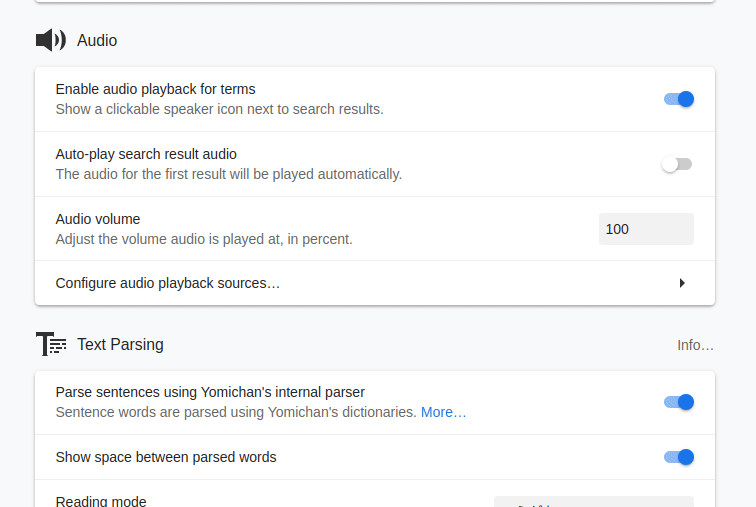 Audio
Enable audio playback for terms
Show a clickable speaker icon next to search results.
Auto-play search result audio
The audio for the first result will be played automatically.
Audio volume
Adjust the volume audio is played at, in percent.
100
Configure audio playback sources…
Text Parsing
Info…
Parse sentences using Yomichan's internal parser
Sentence words are parsed using Yomichan's dictionaries. More…
Show space between parsed words
Reading mode